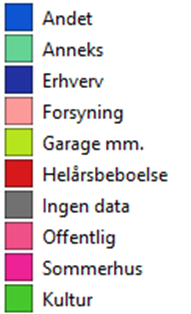 Andet
Anneks
Erhverv
Forsyning
Garage mm.
Helårsbeboelse
Ingen data
Offentlig
Sommerhus
Kultur